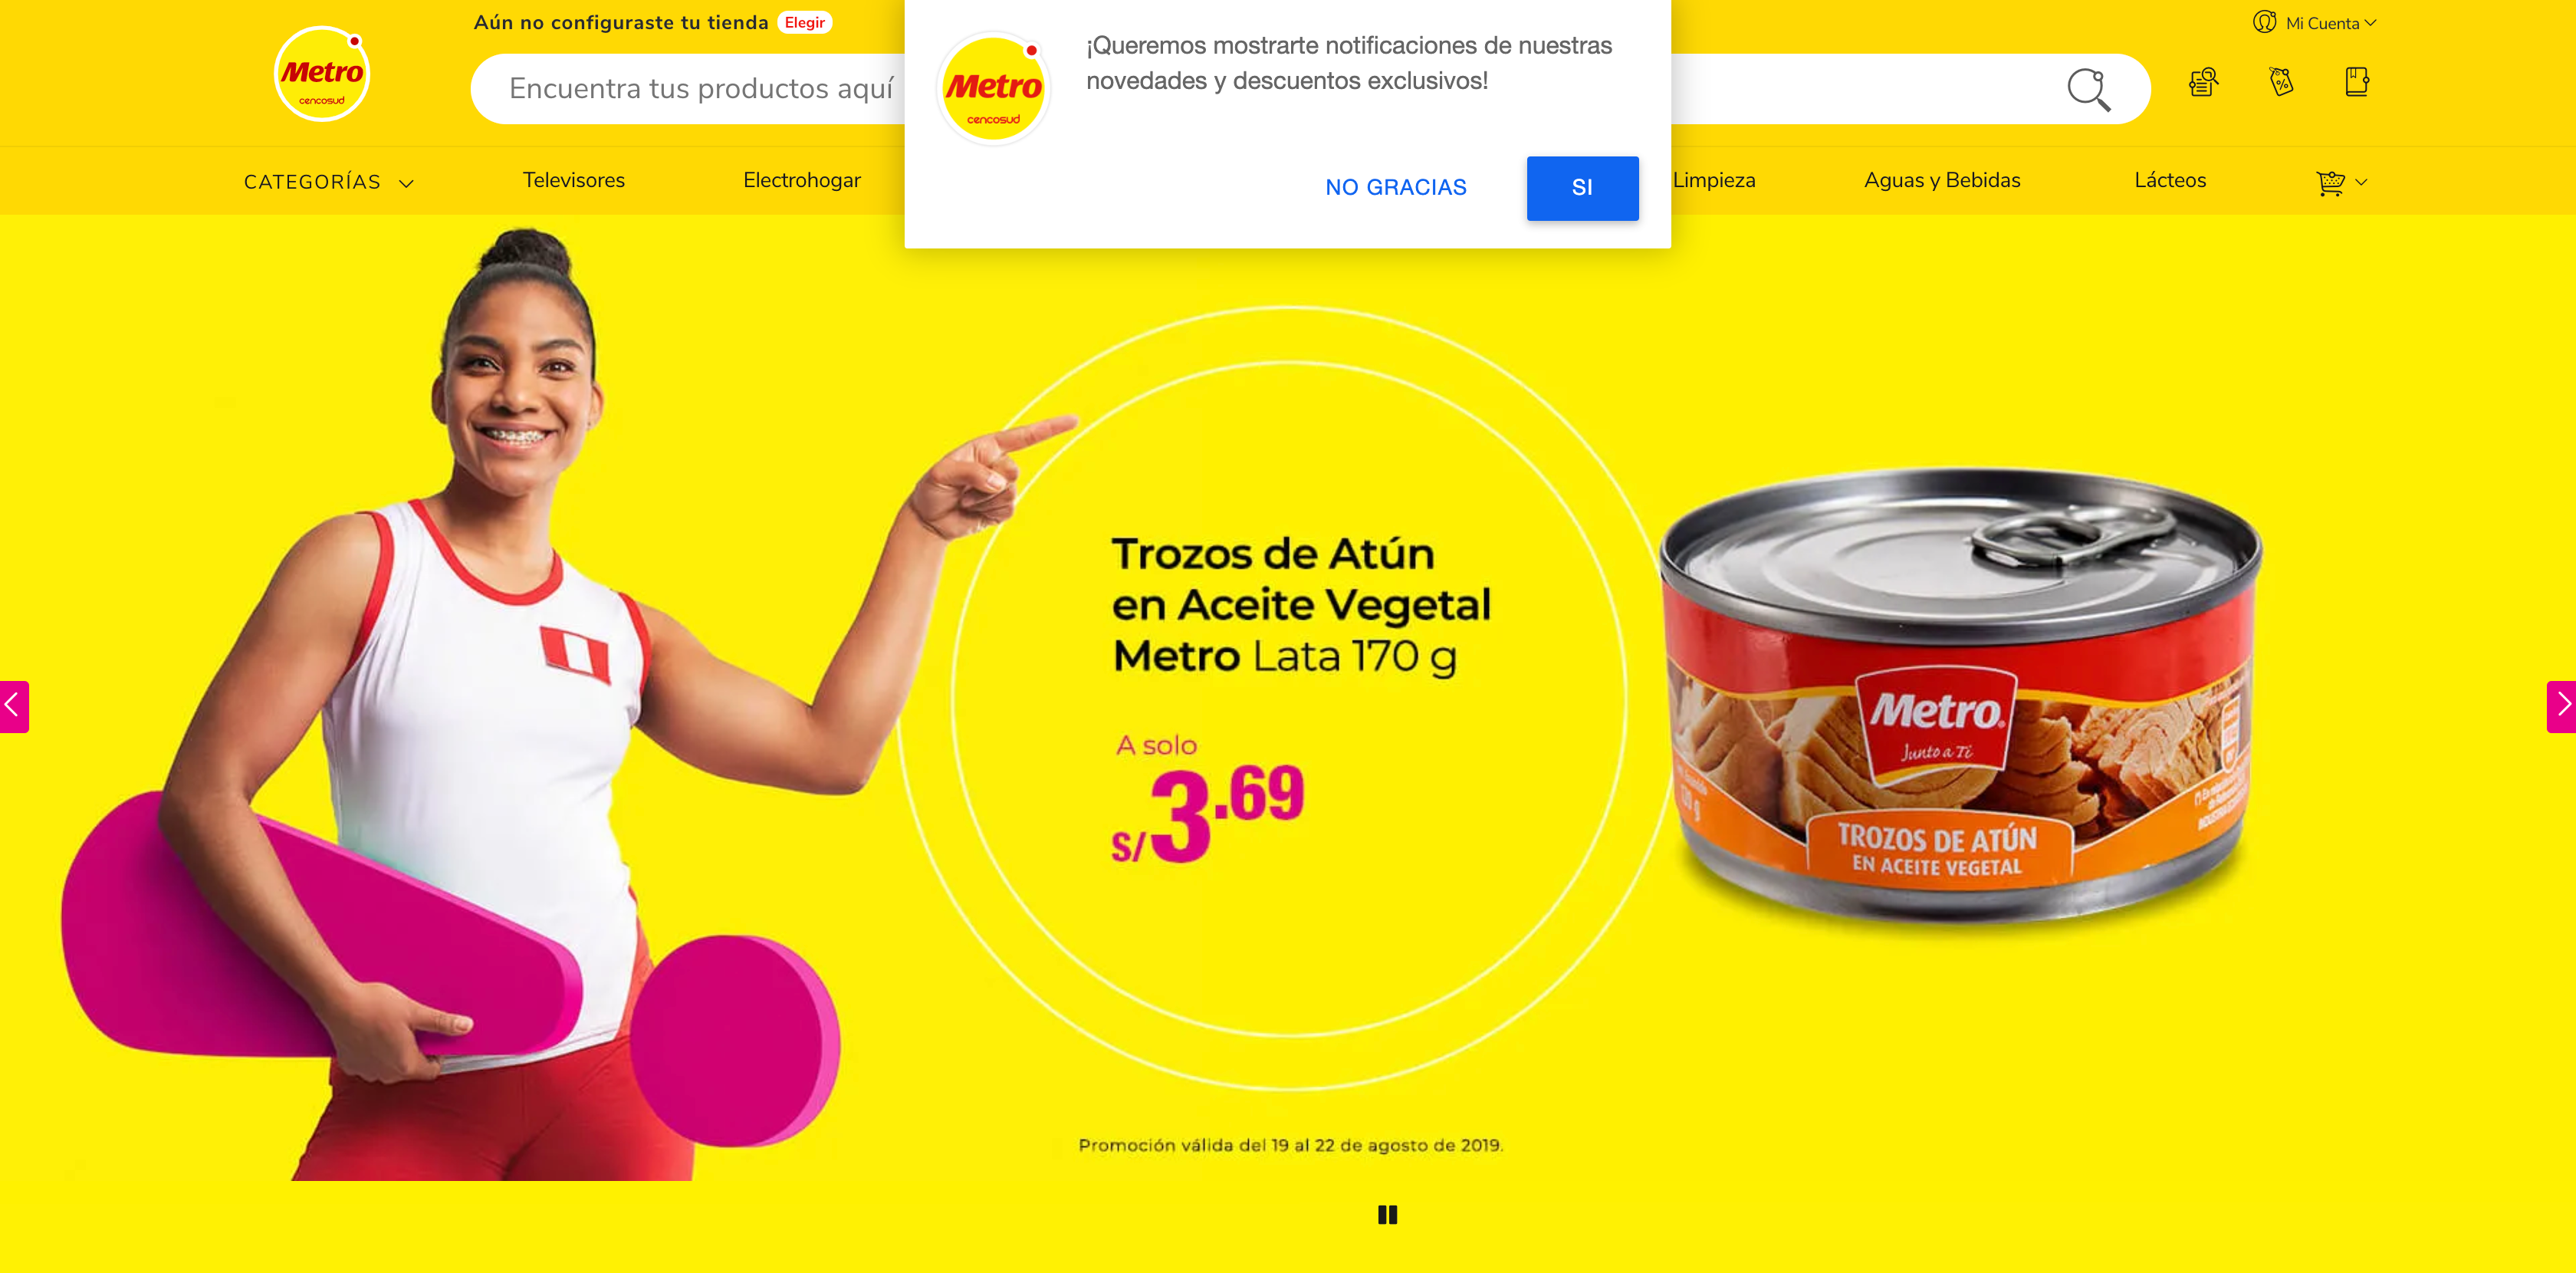 Aún no configuraste tu tienda Elegir
Mi Cuenta
Metro
cencosud
Encuentra tus productos aquí
Metro
cencosud
¡Queremos mostrarte notificaciones de nuestras
novedades y descuentos exclusivos!
NO GRACIAS
SI
CATEGORÍAS
Televisores
Electrohogar
Limpieza
Aguas y Bebidas
Lácteos
Trozos de Atún
en Aceite Vegetal
Metro Lata 170 g
A solo
S/3.69
Metro
Junto a Ti
TROZOS DE ATÚN
EN ACEITE VEGETAL
Promoción válida del 19 al 22 de agosto de 2019.